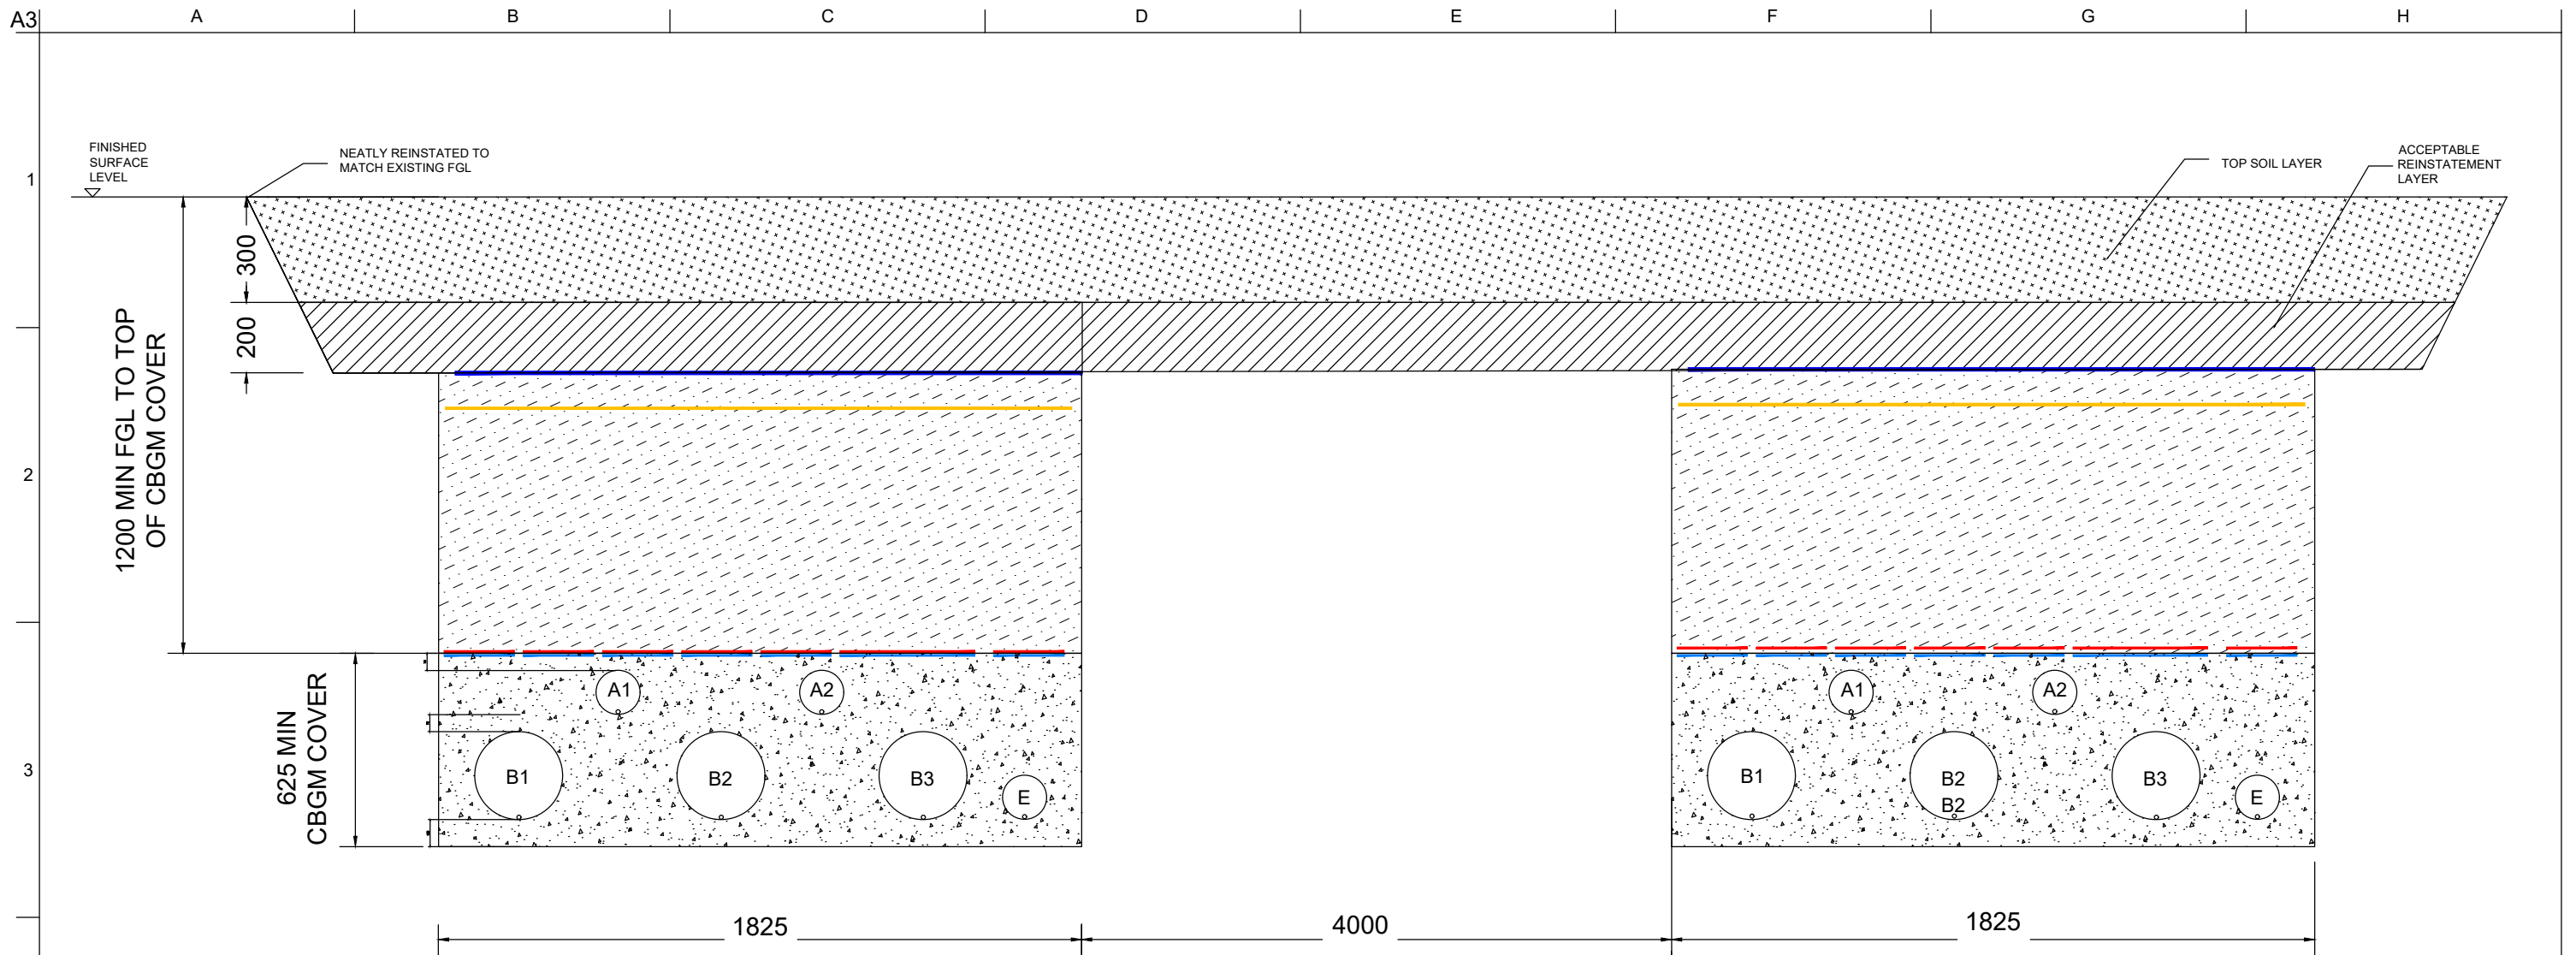 A3
A
B
C
D
E
F
G
H
1
2
3
FINISHED
SURFACE
LEVEL
NEATLY REINSTATED TO
MATCH EXISTING FGL
TOP SOIL LAYER
ACCEPTABLE
REINSTATEMENT
LAYER
300
200
1200 MIN FGL TO TOP
OF CBGM COVER
625 MIN
CBGM COVER
A1
A2
B1
B2
B3
E
A1
A2
B1
B2
B2
B3
E
1825
4000
1825